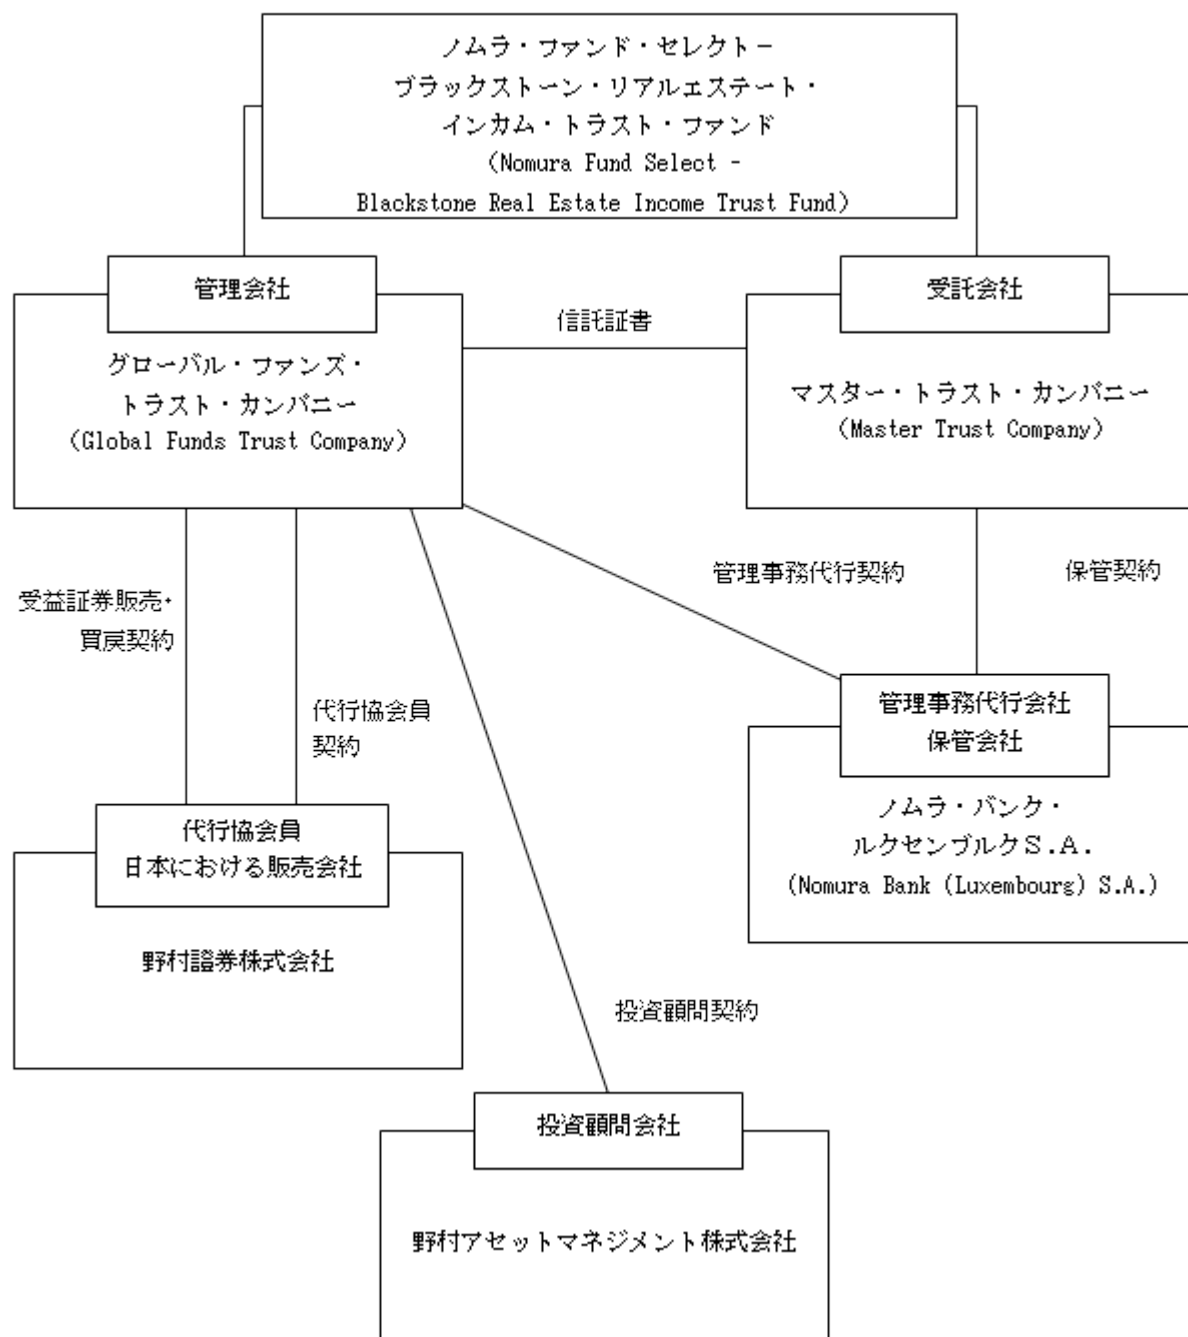 ノムラ・ファンド・セレクト－
ブラックストーン・リアルエステート・
インカム・トラスト・ファンド
（Nomura Fund Select -
Blackstone Real Estate Income Trust Fund）
管理会社
受託会社
信託証書
グローバル・ファンズ・
トラスト・カンパニー
（Global Funds Trust Company）
マスター・トラスト・カンパニー
（Master Trust Company）
管理事務代行契約
保管契約
受益証券販売・
買戻契約
代行協会員
契約
管理事務代行会社
保管会社
ノムラ・バンク・
ルクセンブルクＳ.Ａ.
(Nomura Bank (Luxembourg) S.A.)
代行協会員
日本における販売会社
野村證券株式会社
投資顧問契約
投資顧問会社
野村アセットマネジメント株式会社